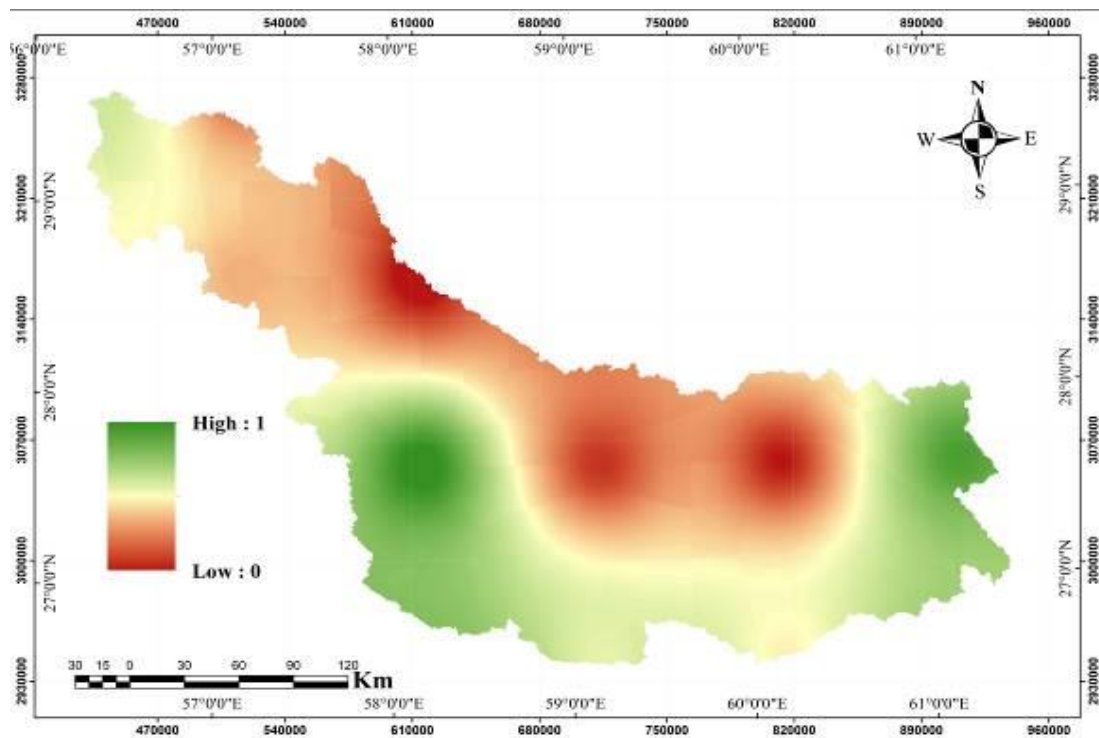 470000 540000 610000 680000 750000 820000 890000 960000
56°0'0"E 57°0'0"E 58°0'0"E 59°0'0"E 60°0'0"E 61°0'0"E
3280000 3280000
N
W E
S
3210000 29°0'0"N 29°0'0"N 3210000
3140000 3140000
28°0'0"N 28°0'0"N
High : 1
3070000 3070000
Low : 0
3000000 27°0'0"N 27°0'0"N 3000000
30 15 0 30 60 90 120
Km
2930000 2930000
57°0'0"E 58°0'0"E 59°0'0"E 60°0'0"E 61°0'0"E
470000 540000 610000 680000 750000 820000 890000 960000